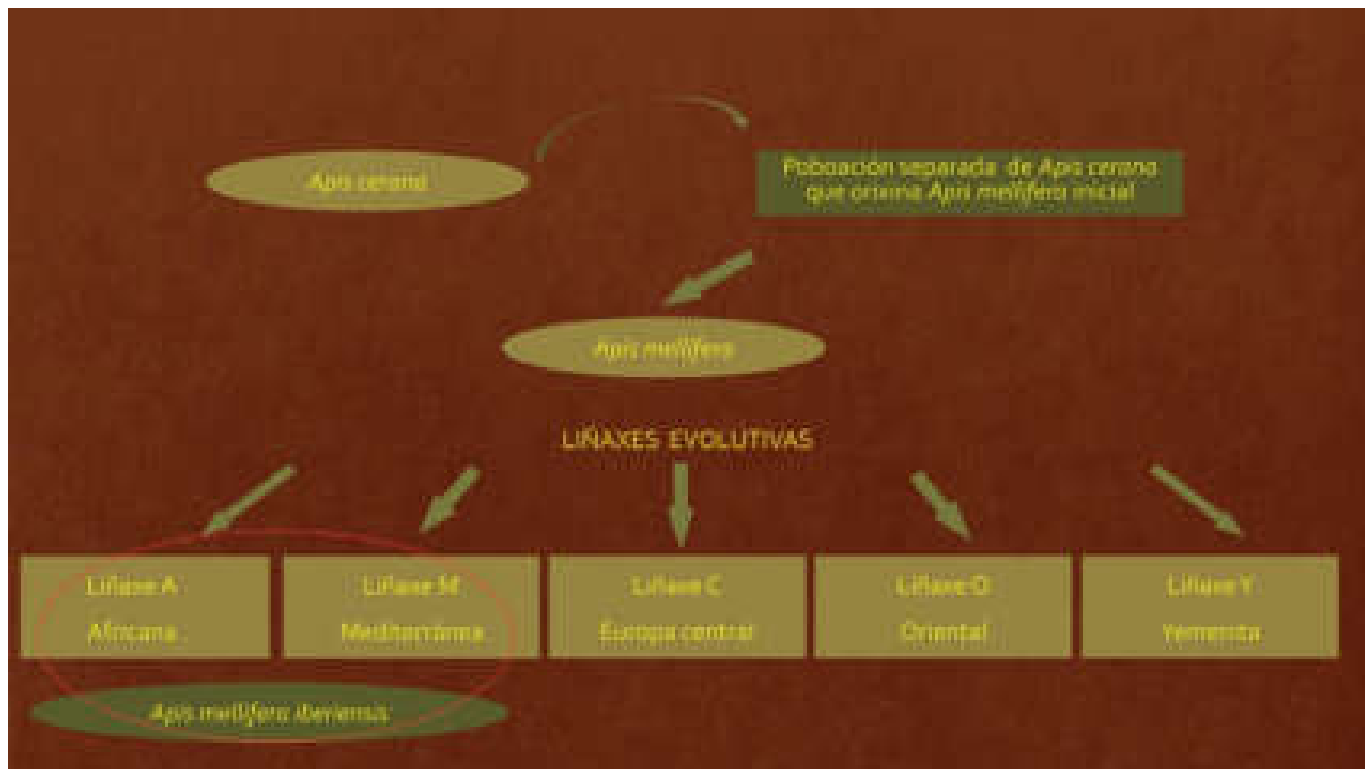 Apis cerana
Poboación separada de Apis cerana
que orixina Apis mellifera inicial
Apis mellifera
LIÑAXES EVOLUTIVAS
Liñaxe A
Africana
Liñaxe M
Mediterránea
Liñaxe C
Europa central
Liñaxe O
Oriental
Liñaxe Y
Yemenita
Apis mellifera iberiensis